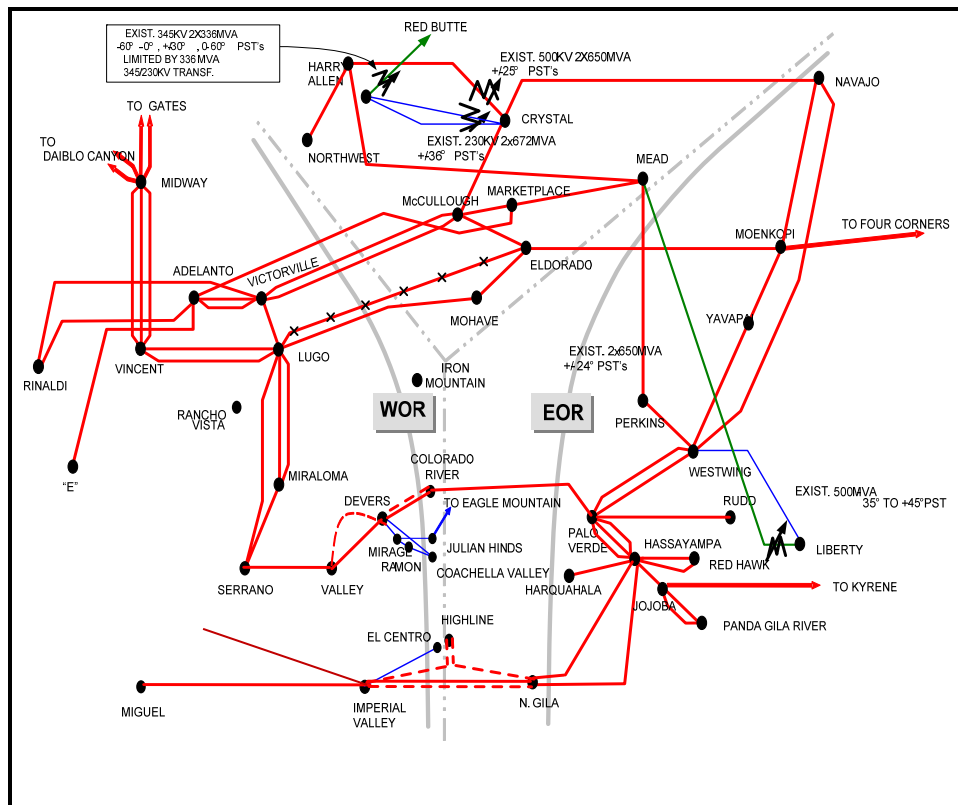 EXIST. 345KV 2X336MVA
-60° -0° , +/30° , 0-60° PST's
LIMITED BY 336 MVA
345/230KV TRANSF.
RED BUTTE
EXIST. 500KV 2X650MVA
+/-25° PST's
HARRY
ALLEN
NAVAJO
TO GATES
CRYSTAL
TO
DAIBLO CANYON
EXIST. 230KV 2x672MVA
+/-36° PST's
NORTHWEST
MEAD
MIDWAY
MARKETPLACE
McCULLOUGH
TO FOUR CORNERS
MOENKOPI
ADELANTO
VICTORVILLE
ELDORADO
MOHAVE
YAVAPAI
EXIST. 2x650MVA
+/-24° PST's
VINCENT
LUGO
RINALDI
IRON
MOUNTAIN
RANCHO
VISTA
WOR
EOR
PERKINS
WESTWING
"E"
MIRALOMA
COLORADO
RIVER
DEVERS
TO EAGLE MOUNTAIN
EXIST. 500MVA
35° TO +45°PST
RUDD
PALO
VERDE
HASSAYAMPA
LIBERTY
MIRAGE
RAMON
JULIAN HINDS
COACHELLA VALLEY
RED HAWK
SERRANO
VALLEY
HARQUAHALA
TO KYRENE
JOJOBA
HIGHLINE
PANDA GILA RIVER
EL CENTRO
MIGUEL
IMPERIAL
VALLEY
N. GILA